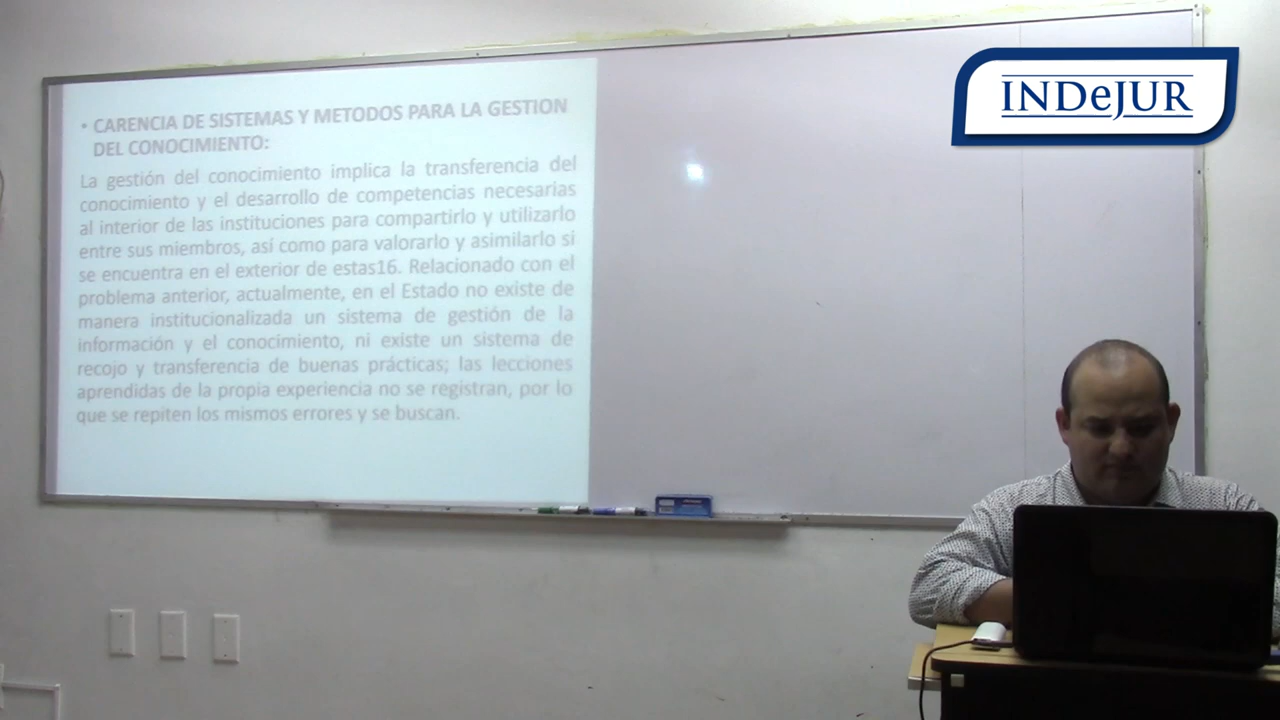 INDeJUR
• CARENCIA DE SISTEMAS Y METODOS PARA LA GESTION
DEL CONOCIMIENTO:
La gestión del conocimiento implica la transferencia del
conocimiento y el desarrollo de competencias necesarias
al interior de las instituciones para compartirlo y utilizarlo
entre sus miembros, así como para valorarlo y asimilarlo si
se encuentra en el exterior de estas16. Relacionado con el
problema anterior, actualmente, en el Estado no existe de
manera institucionalizada un sistema de gestión de la
información y el conocimiento, ni existe un sistema de
recojo y transferencia de buenas prácticas; las lecciones
aprendidas de la propia experiencia no se registran, por lo
que se repiten los mismos errores y se buscan.